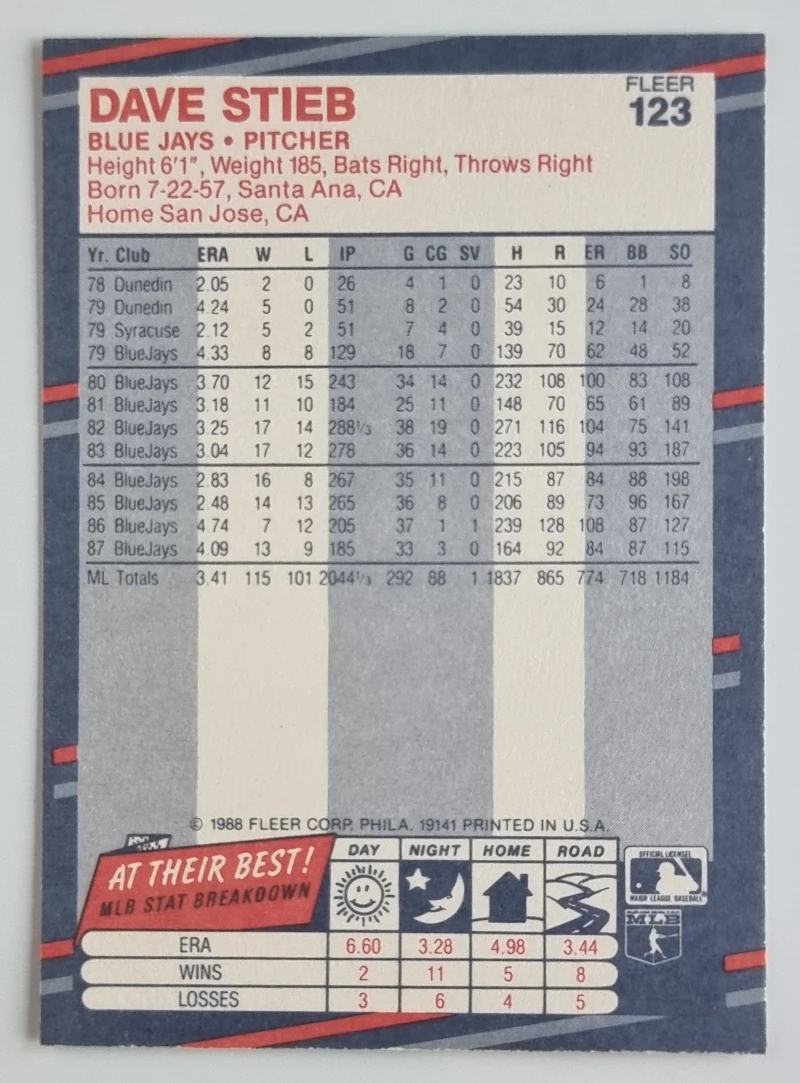 DAVE STIEB
FLEER
123
BLUE JAYS • PITCHER
Height 6'1", Weight 185, Bats Right, Throws Right
Born 7-22-57, Santa Ana, CA
Home San Jose, CA
Yr. Club ERA W L IP G CG SV H R ER BB SO
78 Dunedin 2.05 2 0 26 4 1 0 23 10 6 1 8
79 Dunedin 4.24 5 0 51 8 2 0 54 30 24 28 38
79 Syracuse 2.12 5 2 51 7 4 0 39 15 12 14 20
79 BlueJays 4.33 8 8 129 18 7 0 139 70 62 48 52
80 BlueJays 3.70 12 15 243 34 14 0 232 108 100 83 108
81 BlueJays 3.18 11 10 184 25 11 0 148 70 65 61 89
82 BlueJays 3.25 17 14 288⅓ 38 19 0 271 116 104 75 141
83 BlueJays 3.04 17 12 278 36 14 0 223 105 94 93 187
84 BlueJays 2.83 16 8 267 35 11 0 215 87 84 88 198
85 BlueJays 2.48 14 13 265 36 8 0 206 89 73 96 167
86 BlueJays 4.74 7 12 205 37 1 1 239 128 108 87 127
87 BlueJays 4.09 13 9 185 33 3 0 164 92 84 87 115
ML Totals 3.41 115 101 2044⅓ 292 88 1 1837 865 774 718 1184
© 1988 FLEER CORP. PHILA. 19141 PRINTED IN U.S.A.
AT THEIR BEST!
MLB STAT BREAKDOWN
DAY NIGHT HOME ROAD
ERA 6.60 3.28 4.98 3.44
WINS 2 11 5 8
LOSSES 3 6 4 5
OFFICIAL LICENSEE
MAJOR LEAGUE BASEBALL
MLB